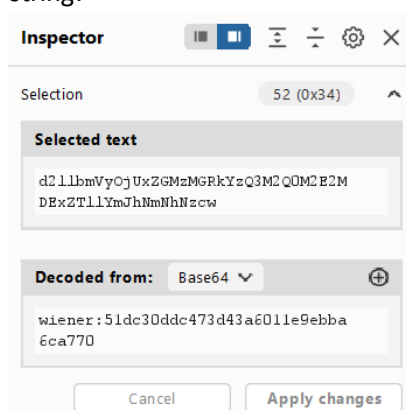 Inspector
Selection 52 (0x34)
Selected text
d2llbmVyOjUxZGMzMGRkYzQ3M2Q0M2E2M
DExZTllYmJhNmNhNzcw
Decoded from: Base64
wiener:51dc30ddc473d43a6011e9ebba
6ca770
Cancel Apply changes